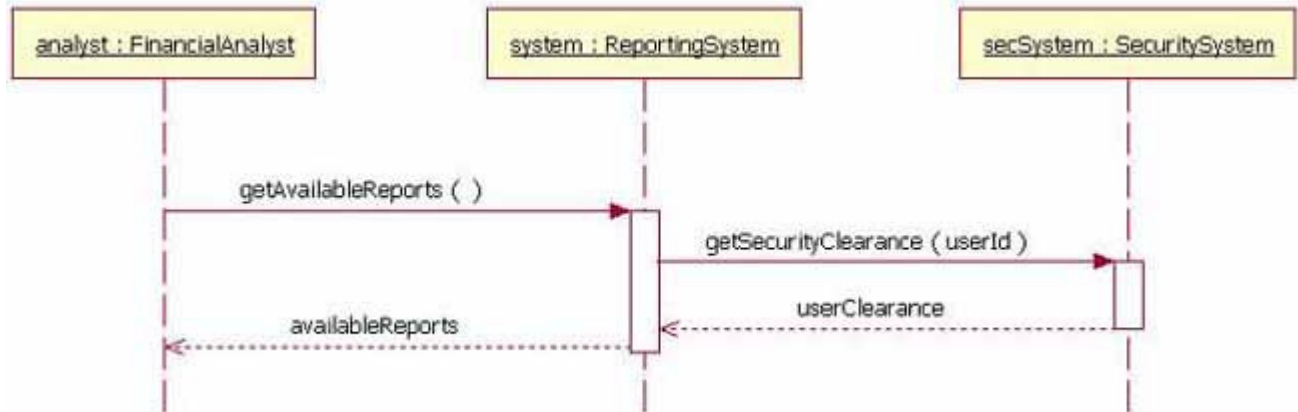 analyst : FinancialAnalyst
system : ReportingSystem
secSystem : SecuritySystem
getAvailableReports ( )
getSecurityClearance ( userId )
userClearance
availableReports